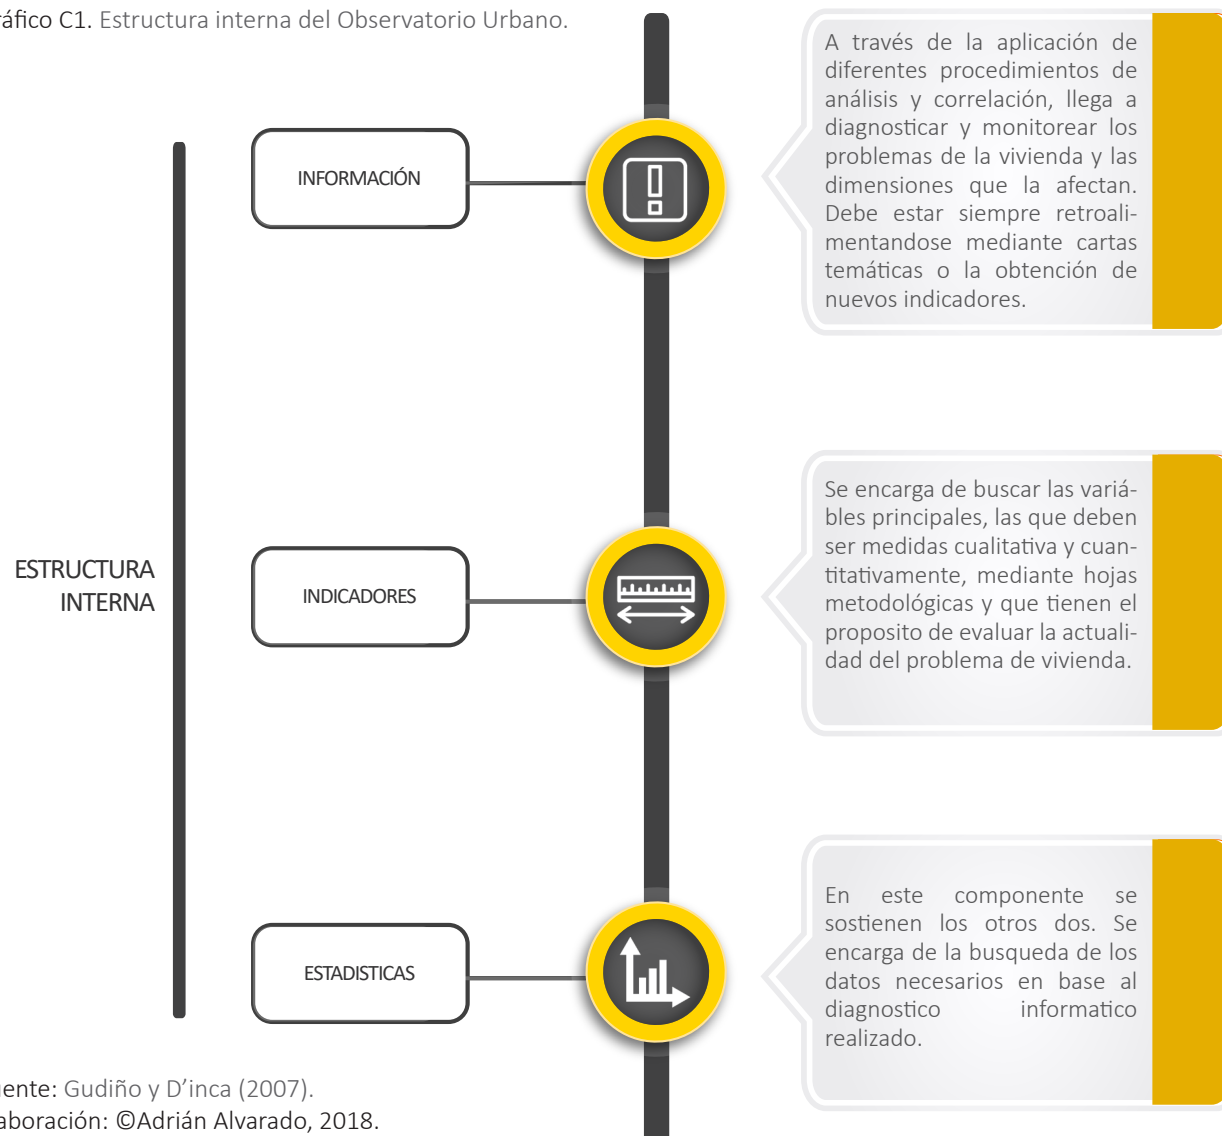 ráfico C1. Estructura interna del Observatorio Urbano.
A través de la aplicación de
diferentes procedimientos de
análisis y correlación, llega a
diagnosticar y monitorear los
problemas de la vivienda y las
dimensiones que la afectan.
Debe estar siempre retroali-
mentandose mediante cartas
temáticas o la obtención de
nuevos indicadores.
INFORMACIÓN
Se encarga de buscar las variá-
bles principales, las que deben
ser medidas cualitativa y cuan-
titativamente, mediante hojas
metodológicas y que tienen el
proposito de evaluar la actuali-
dad del problema de vivienda.
ESTRUCTURA
INTERNA
INDICADORES
En este componente se
sostienen los otros dos. Se
encarga de la busqueda de los
datos necesarios en base al
diagnostico informatico
realizado.
ESTADISTICAS
uente: Gudiño y D’inca (2007).
aboración: ©Adrián Alvarado, 2018.